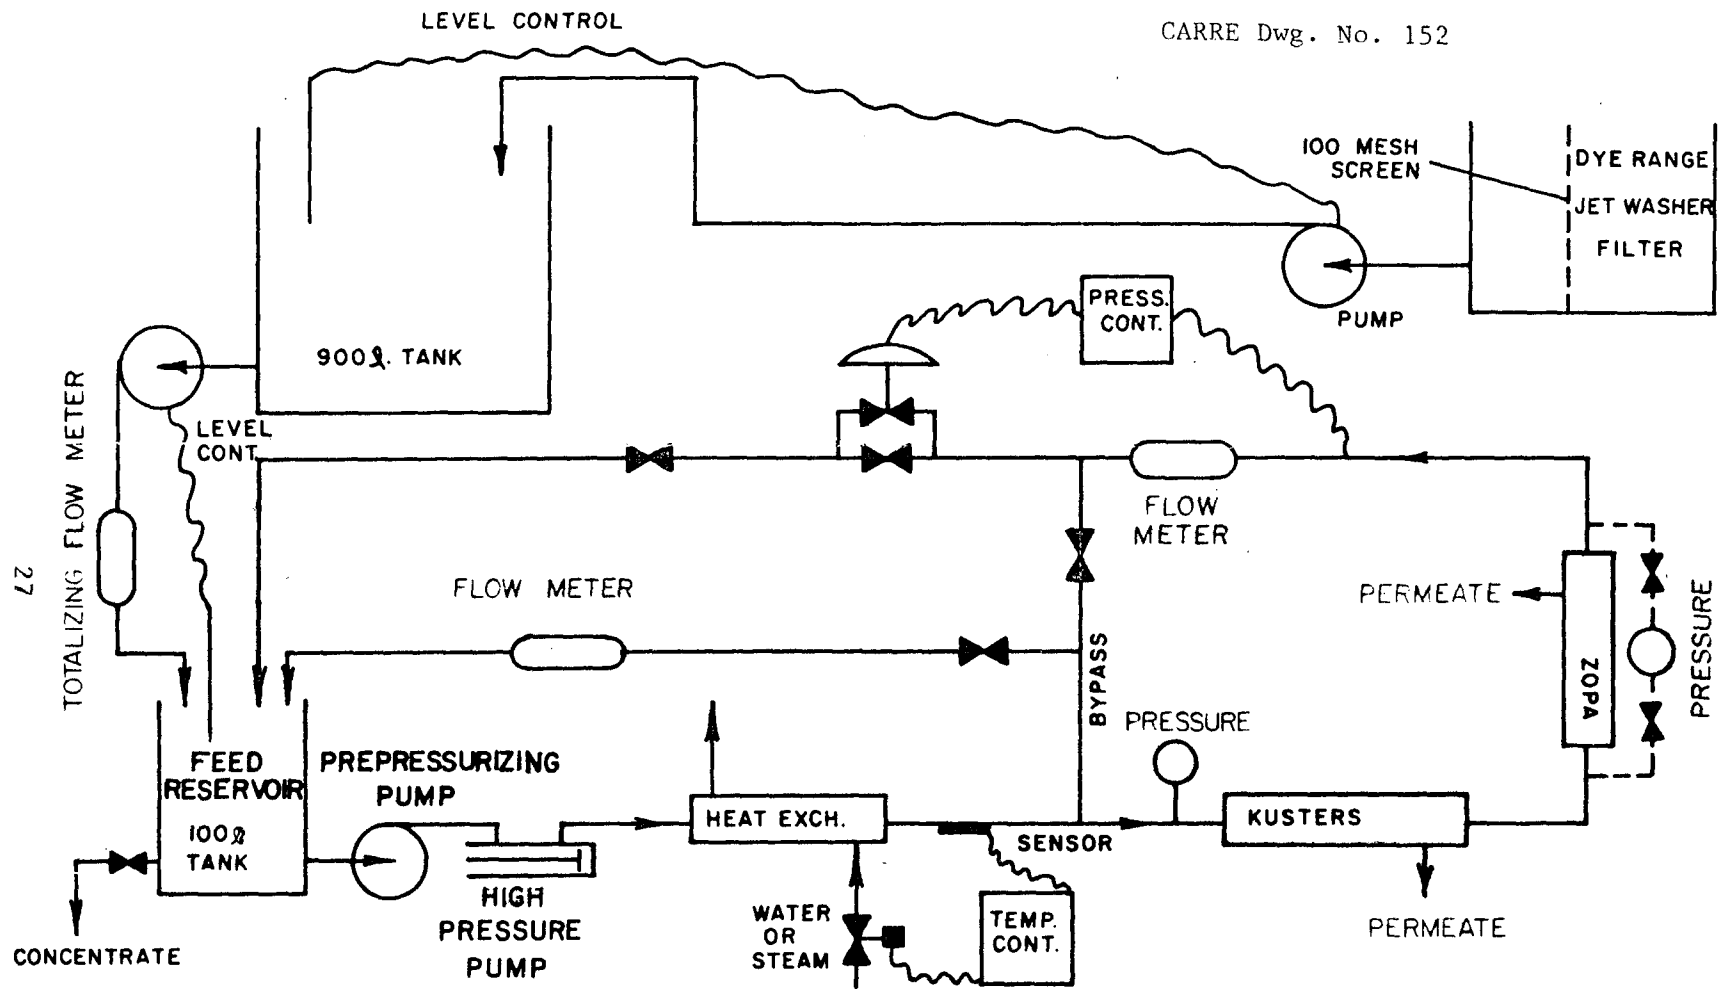 LEVEL CONTROL
CARRE Dwg. No. 152
100 MESH
SCREEN
DYE RANGE
JET WASHER
FILTER
PRESS.
CONT.
PUMP
900ℓ. TANK
TOTALIZING FLOW METER
LEVEL
CONT.
FLOW
METER
27
FLOW METER
PERMEATE
ZOPA
PRESSURE
BYPASS
PRESSURE
FEED
RESERVOIR
100ℓ
TANK
PREPRESSURIZING
PUMP
HEAT EXCH.
SENSOR
KUSTERS
HIGH
PRESSURE
PUMP
WATER
OR
STEAM
TEMP.
CONT.
PERMEATE
CONCENTRATE